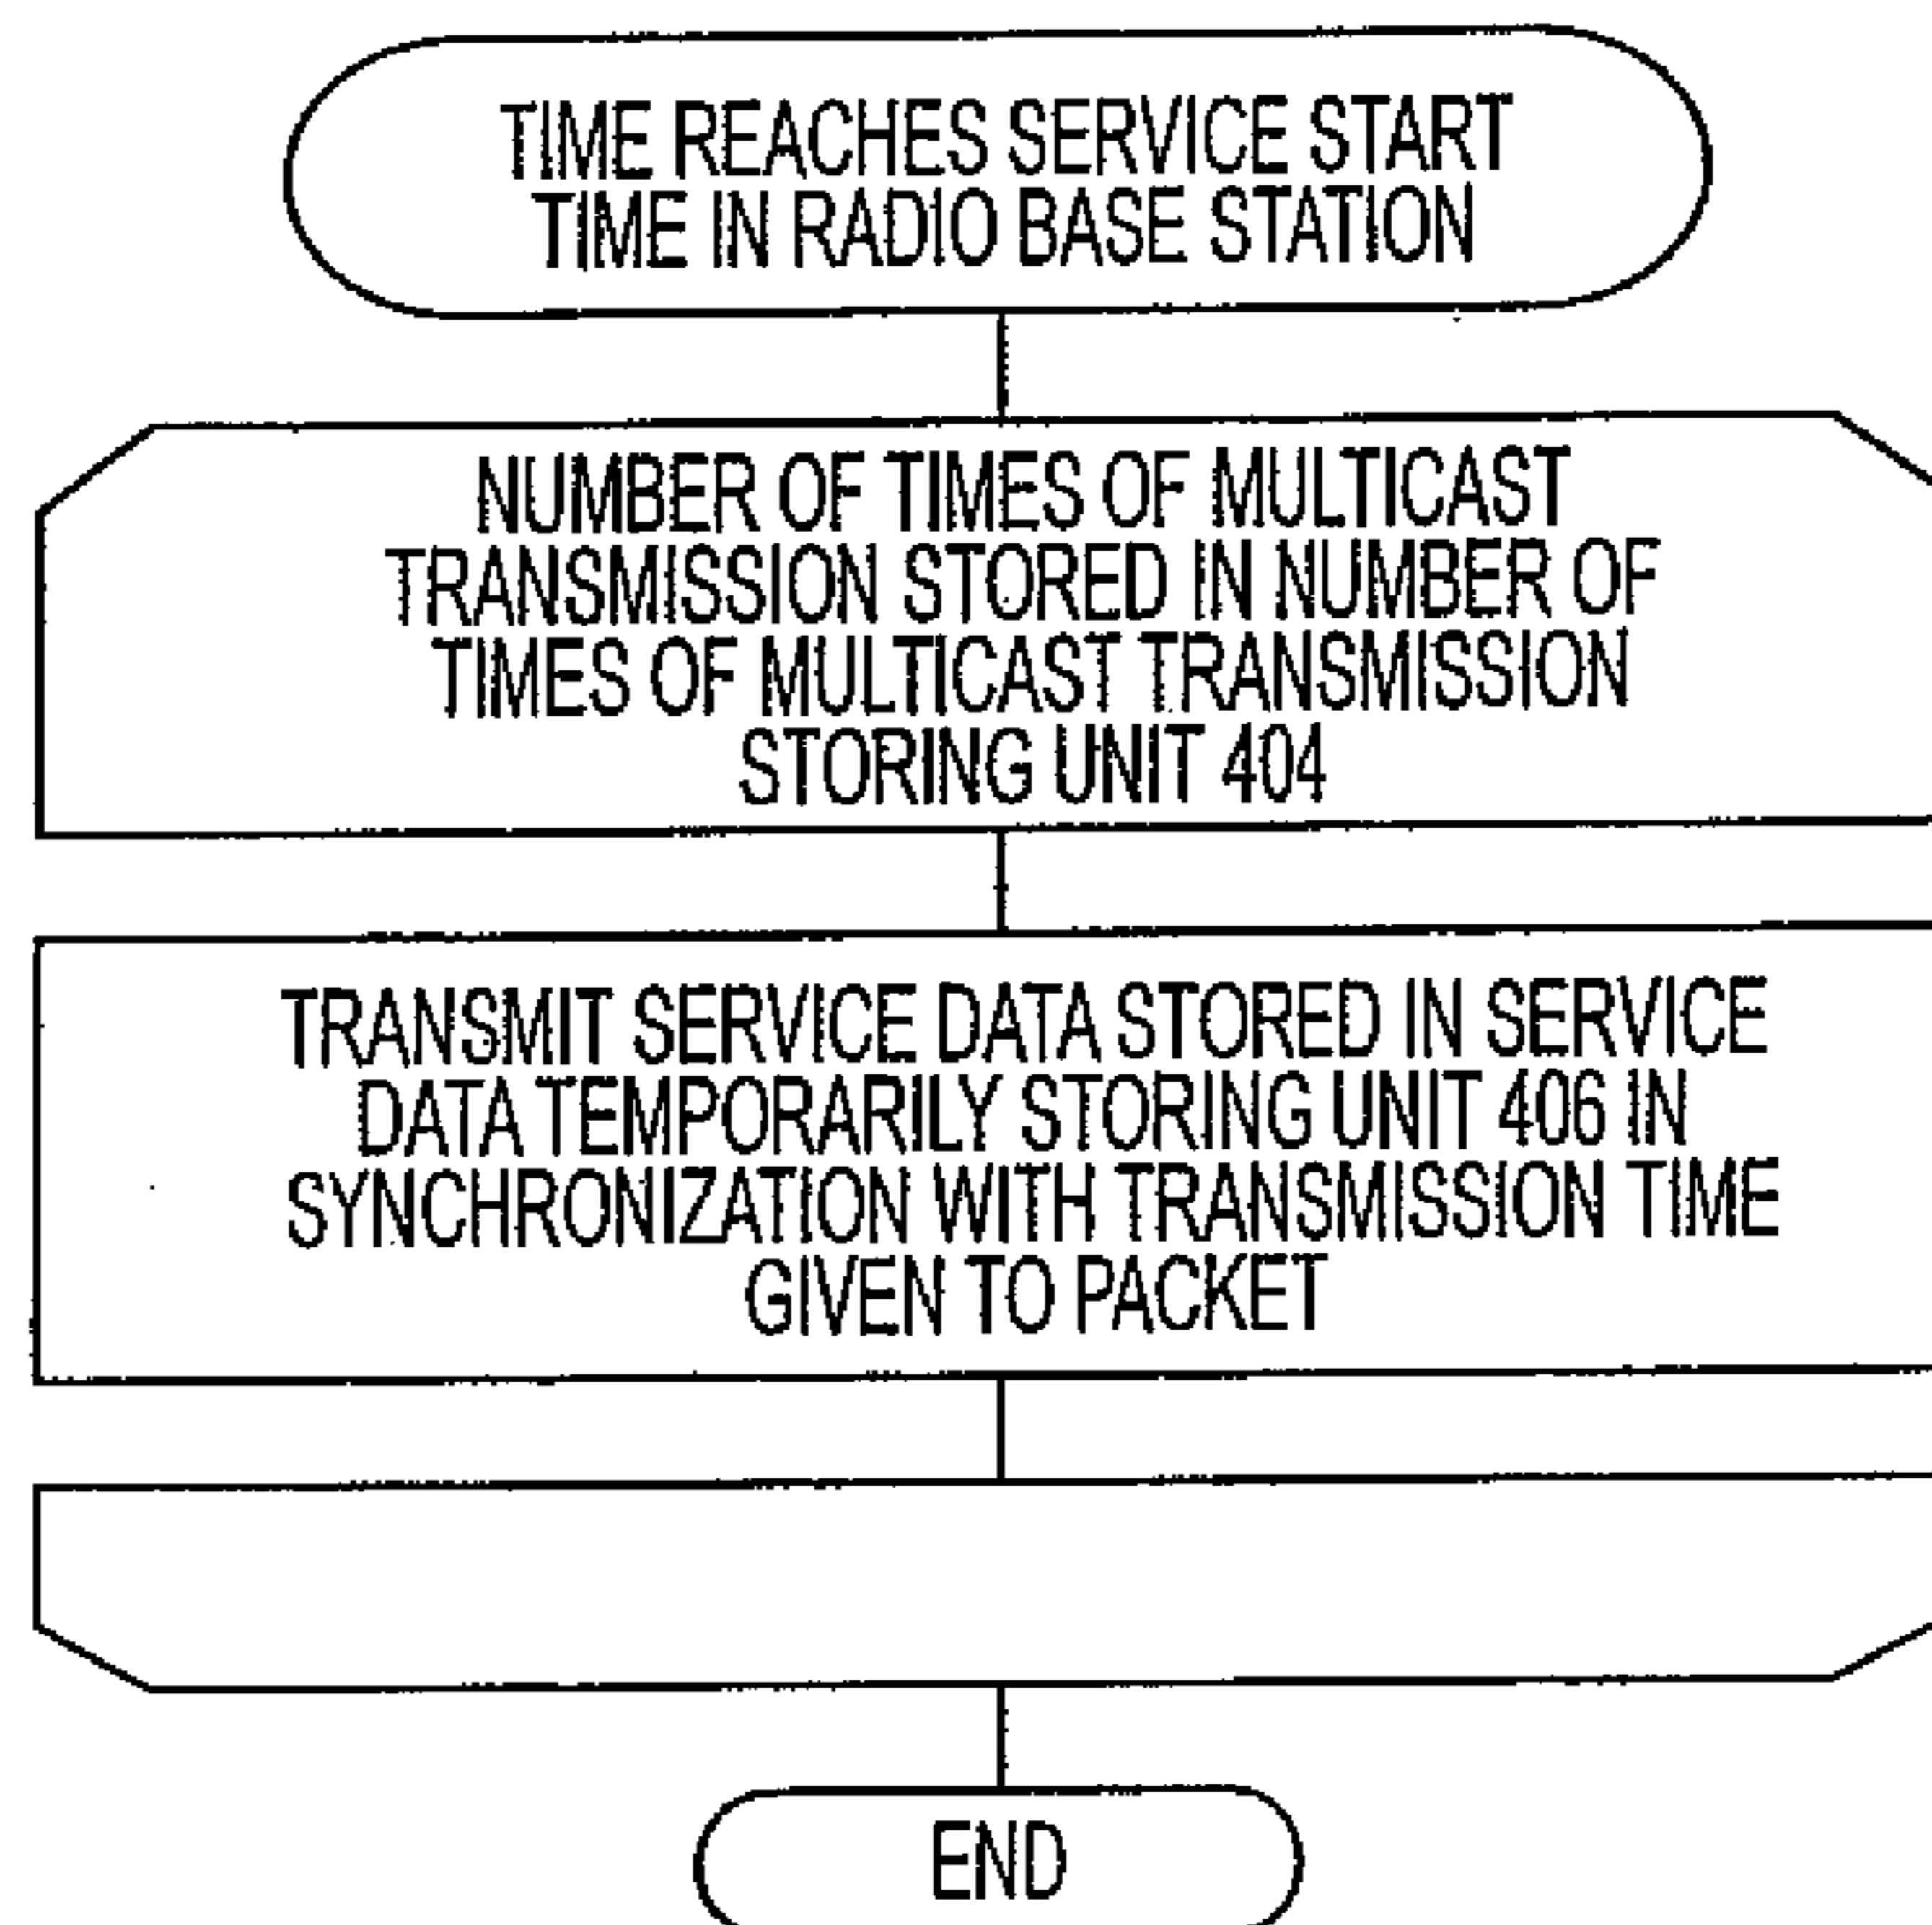 TIME REACHES SERVICE START
TIME IN RADIO BASE STATION
NUMBER OF TIMES OF MULTICAST
TRANSMISSION STORED IN NUMBER OF
TIMES OF MULTICAST TRANSMISSION
STORING UNIT 404
TRANSMIT SERVICE DATA STORED IN SERVICE
DATA TEMPORARILY STORING UNIT 406 IN
SYNCHRONIZATION WITH TRANSMISSION TIME
GIVEN TO PACKET
END